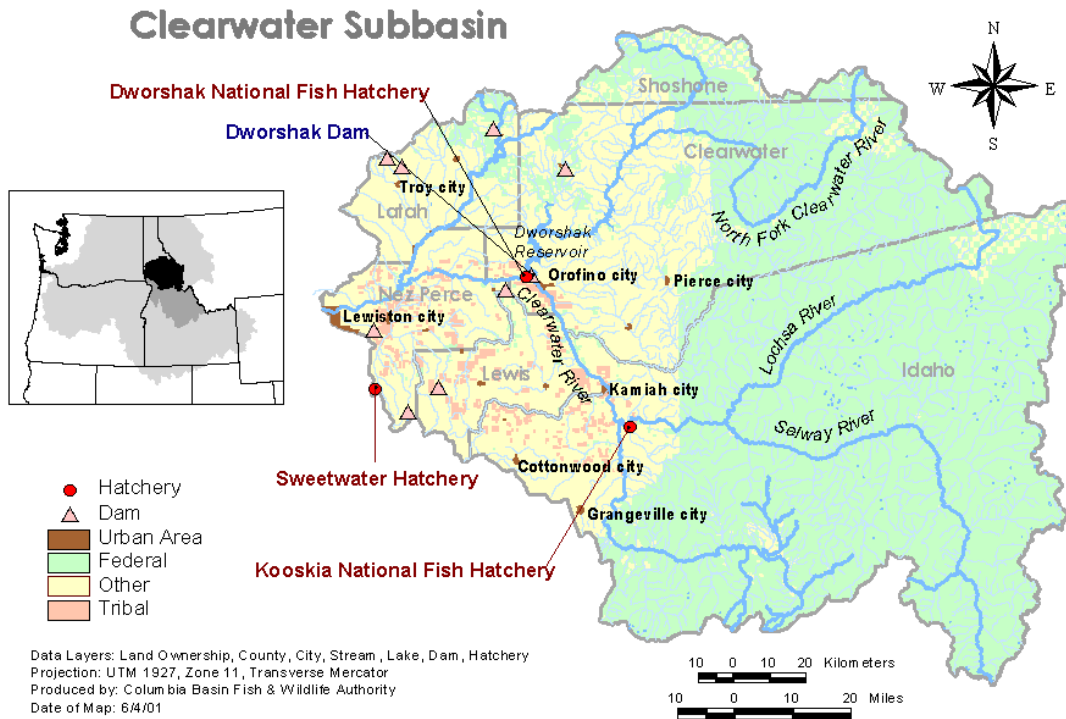 Clearwater Subbasin
Dworshak National Fish Hatchery
Dworshak Dam
Shoshone
Clearwater
North Fork Clearwater River
N
W
E
S
Troy city
Latah
Dworshak
Reservoir
Orofino city
Pierce city
Nez Perce
Lewiston city
Clearwater River
Lochsa River
Idaho
Lewis
Kamiah city
Selway River
Cottonwood city
Sweetwater Hatchery
Grangeville city
Kooskia National Fish Hatchery
Hatchery
Dam
Urban Area
Federal
Other
Tribal
Data Layers: Land Ownership, County, City, Stream, Lake, Dam, Hatchery
Projection: UTM 1927, Zone 11, Transverse Mercator
Produced by: Columbia Basin Fish & Wildlife Authority
Date of Map: 6/4/01
10 0 10 20 Kilometers
10 0 10 20 Miles